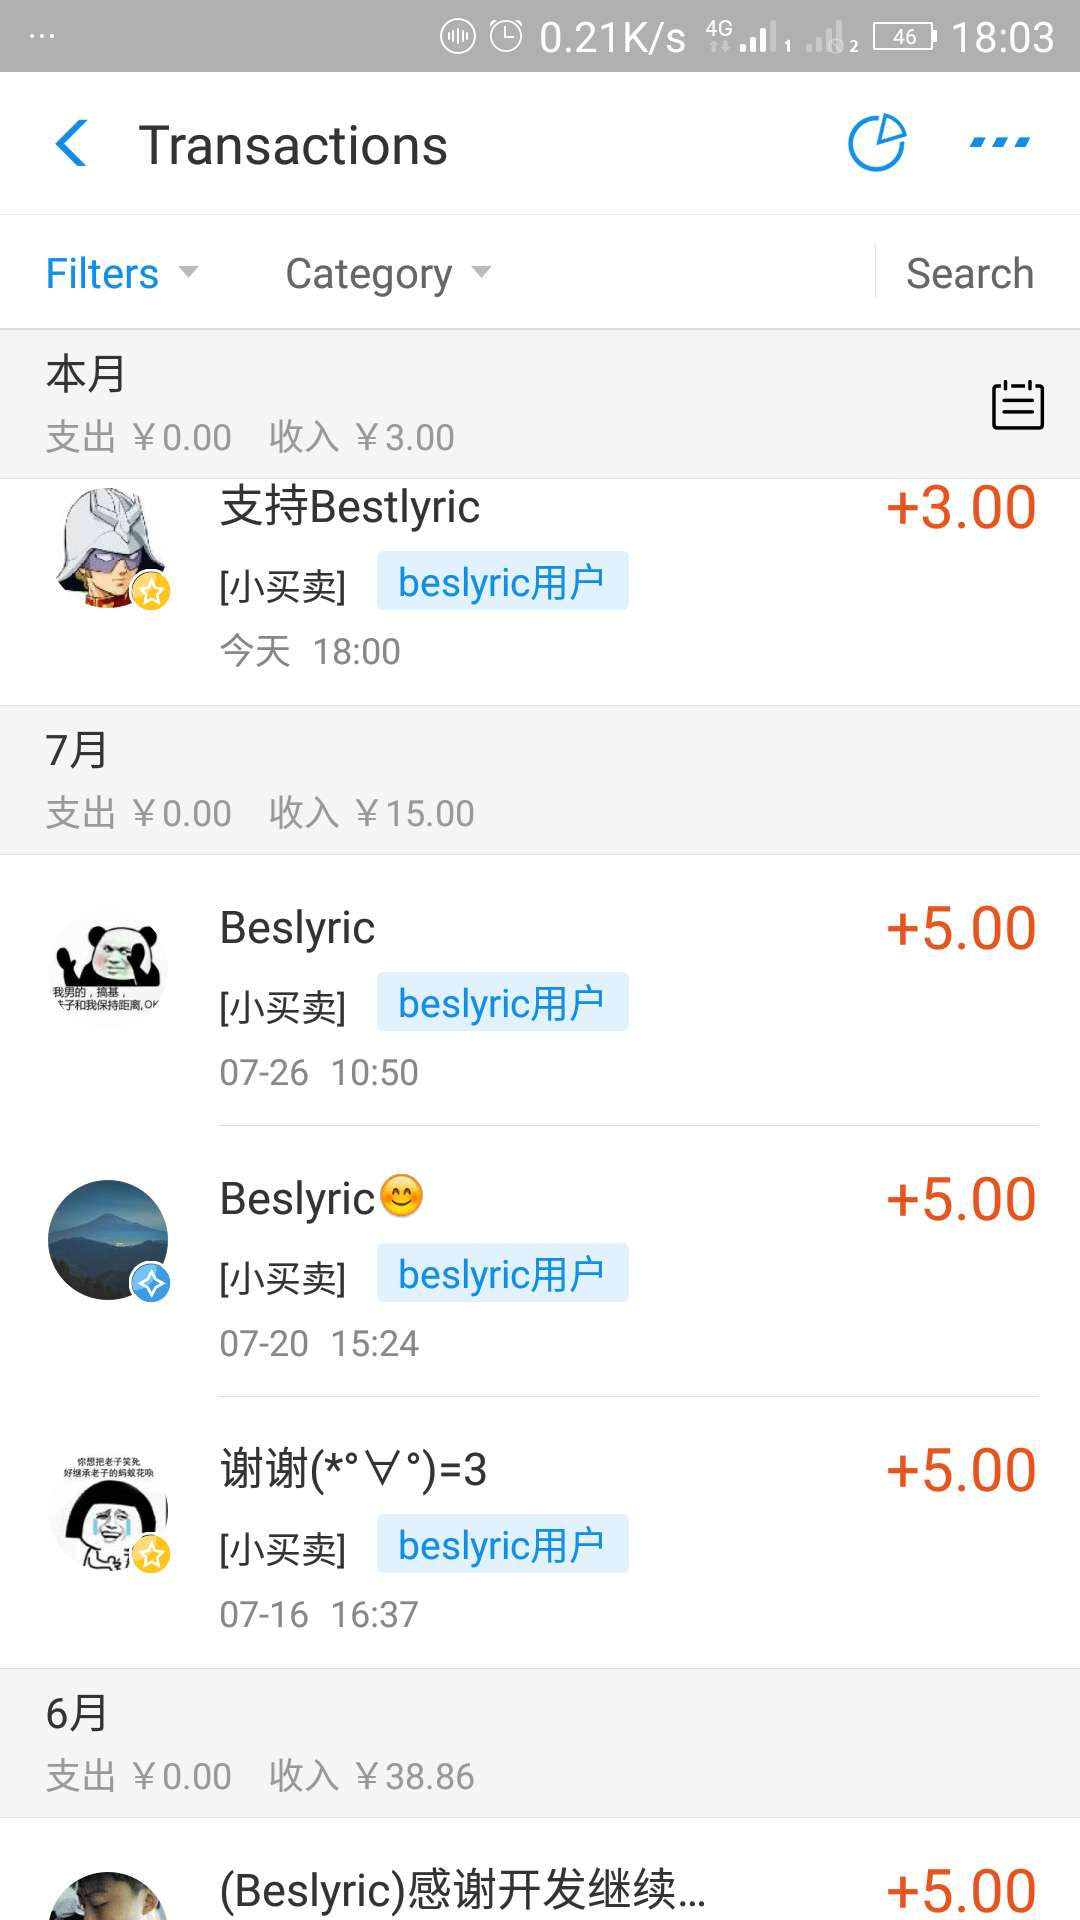 0.21K/s 4G 1 2 46 18:03
Transactions
Filters Category Search
本月
支出 ￥0.00 收入 ￥3.00
支持Bestlyric +3.00
[小买卖] beslyric用户
今天 18:00
7月
支出 ￥0.00 收入 ￥15.00
Beslyric +5.00
我男的，搞基，
夫子和我保持距离,OK
[小买卖] beslyric用户
07-26 10:50
Beslyric😊 +5.00
[小买卖] beslyric用户
07-20 15:24
谢谢(*°∀°)=3 +5.00
你想把老子笑死
好继承老子的蚂蚁花呗
[小买卖] beslyric用户
07-16 16:37
6月
支出 ￥0.00 收入 ￥38.86
(Beslyric)感谢开发继续... +5.00